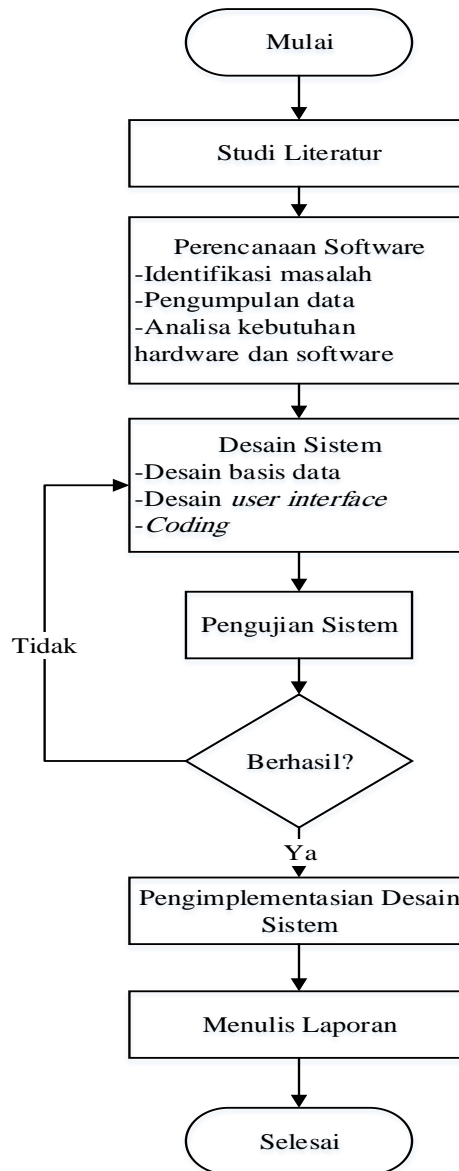 Mulai
Studi Literatur
Perencanaan Software
-Identifikasi masalah
-Pengumpulan data
-Analisa kebutuhan
hardware dan software
Desain Sistem
-Desain basis data
-Desain user interface
-Coding
Pengujian Sistem
Tidak
Berhasil?
Ya
Pengimplementasian Desain
Sistem
Menulis Laporan
Selesai